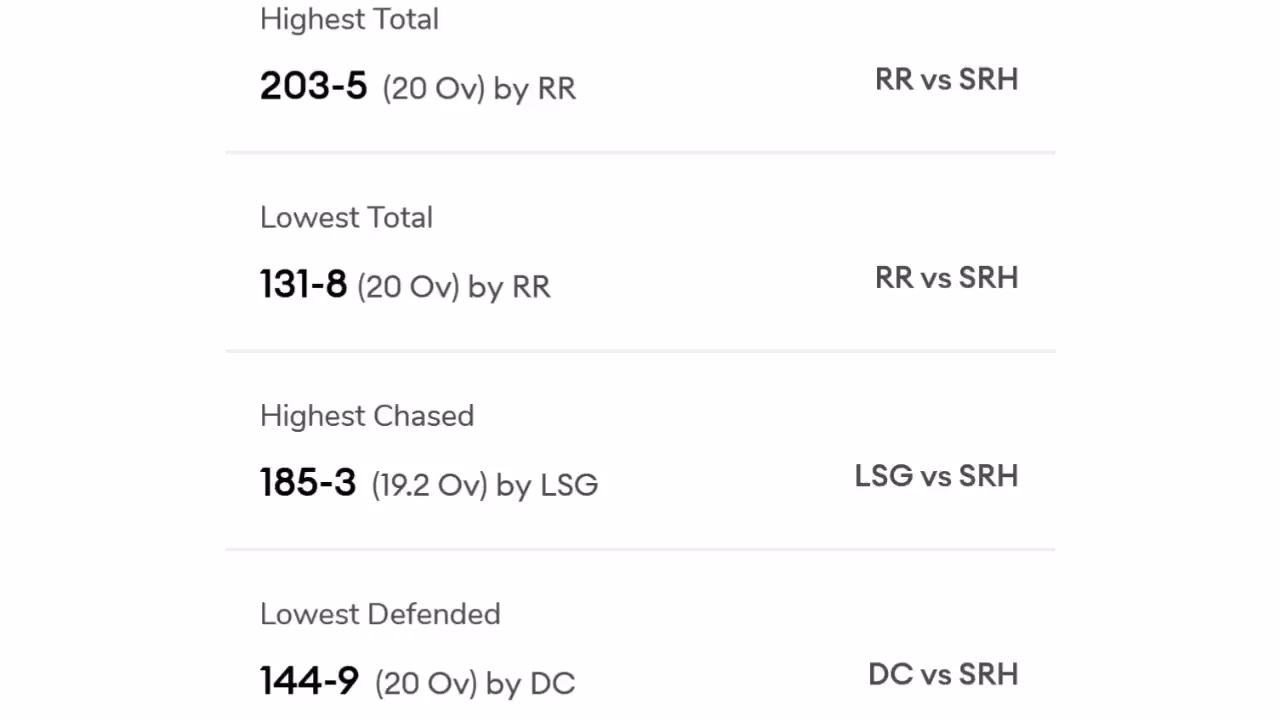 Highest Total
203-5 (20 Ov) by RR
RR vs SRH
Lowest Total
131-8 (20 Ov) by RR
RR vs SRH
Highest Chased
185-3 (19.2 Ov) by LSG
LSG vs SRH
Lowest Defended
144-9 (20 Ov) by DC
DC vs SRH